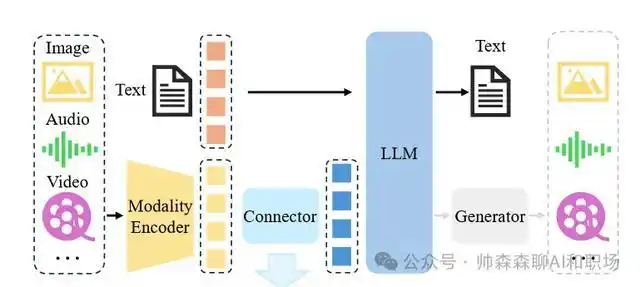 Image
Text
Text
Audio
LLM
Video
Modality
Encoder
Connector
Generator
...
...
公众号 · 帅森森聊AI和职场